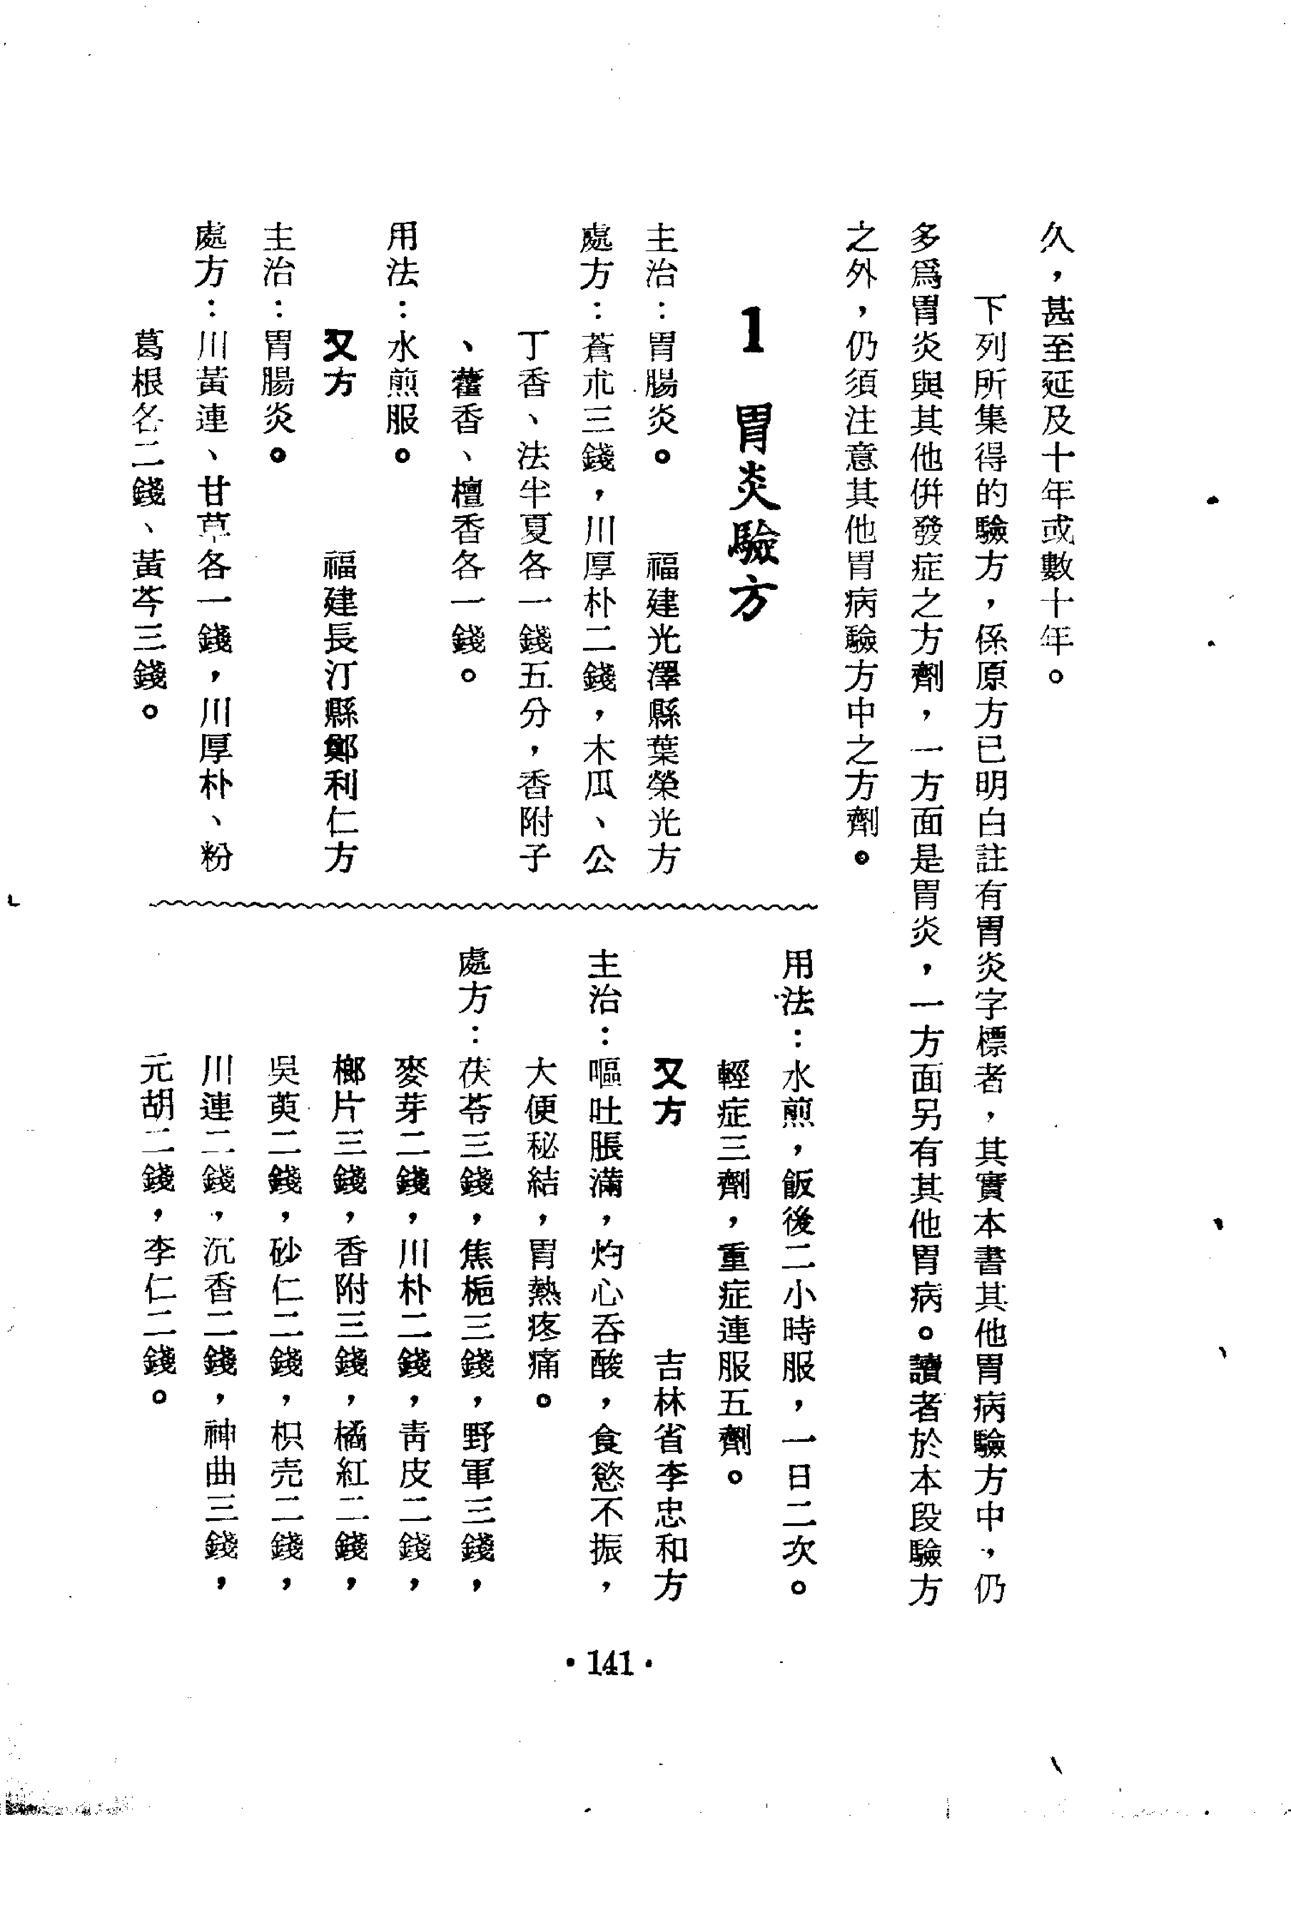 久，甚至延及十年或數十年。
下列所集得的驗方，係原方已明白註有胃炎字標者，其實本書其他胃病驗方中，仍
多爲胃炎與其他併發症之方劑，一方面是胃炎，一方面另有其他胃病。讀者於本段驗方
之外，仍須注意其他胃病驗方中之方劑。
1 胃炎驗方
主治：胃腸炎。 福建光澤縣葉榮光方
處方：蒼朮三錢，川厚朴二錢，木瓜、公
丁香、法半夏各一錢五分，香附子
、藿香、檀香各一錢。
用法：水煎服。
又方 福建長汀縣鄭利仁方
主治：胃腸炎。
處方：川黃連、甘草各一錢，川厚朴、粉
葛根各二錢、黃芩三錢。
用法：水煎，飯後二小時服，一日二次。
輕症三劑，重症連服五劑。
又方 吉林省李忠和方
主治：嘔吐脹滿，灼心吞酸，食慾不振，
大便秘結，胃熱疼痛。
處方：茯苓三錢，焦梔三錢，野軍三錢，
麥芽二錢，川朴二錢，青皮二錢，
榔片三錢，香附三錢，橘紅二錢，
吳萸二錢，砂仁二錢，枳壳二錢，
川連二錢，沉香二錢，神曲三錢，
元胡二錢，李仁二錢。
·141·